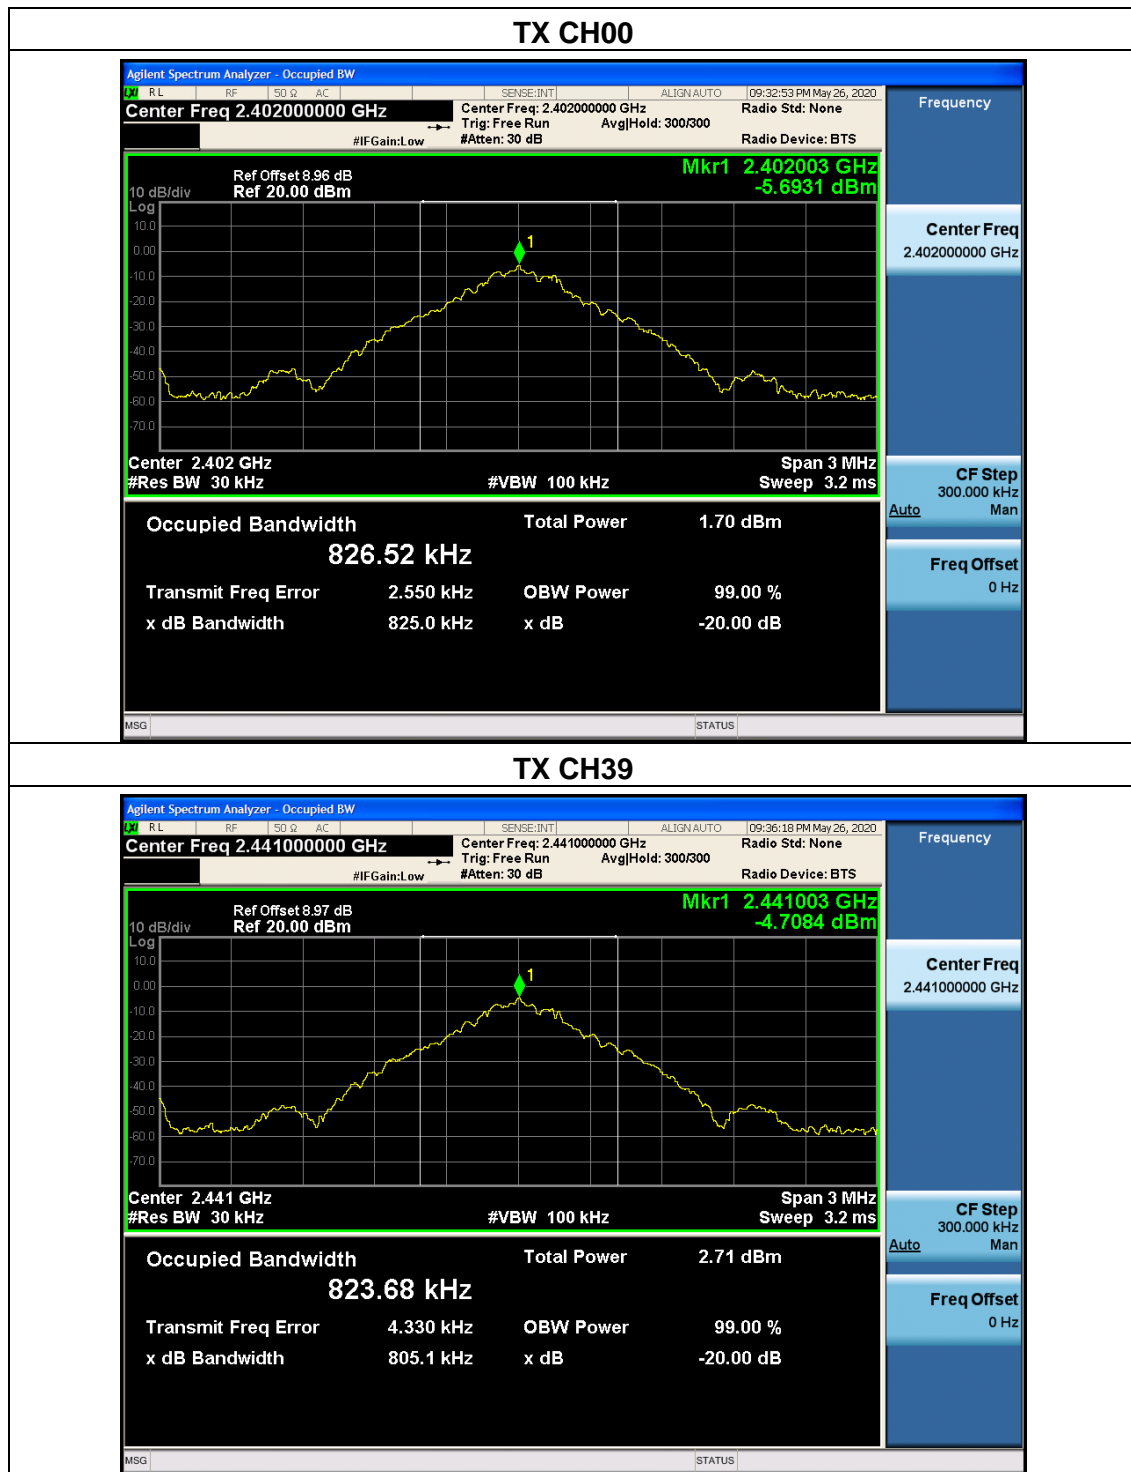 TX CH00
Agilent Spectrum Analyzer - Occupied BW
LXI RL RF 50 Ω AC SENSE:INT ALIGN AUTO 09:32:53 PM May 26, 2020
Center Freq 2.402000000 GHz
Center Freq: 2.402000000 GHz Radio Std: None
Trig: Free Run Avg|Hold: 300/300
#IFGain:Low #Atten: 30 dB Radio Device: BTS
Frequency
Mkr1 2.402003 GHz
-5.6931 dBm
Ref Offset 8.96 dB
10 dB/div Ref 20.00 dBm
Log
10.0
0.00
-10.0
-20.0
-30.0
-40.0
-50.0
-60.0
-70.0
1
Center 2.402 GHz Span 3 MHz
#Res BW 30 kHz #VBW 100 kHz Sweep 3.2 ms
Occupied Bandwidth Total Power 1.70 dBm
826.52 kHz
Transmit Freq Error 2.550 kHz OBW Power 99.00 %
x dB Bandwidth 825.0 kHz x dB -20.00 dB
Center Freq
2.402000000 GHz
CF Step
300.000 kHz
Auto Man
Freq Offset
0 Hz
MSG STATUS
TX CH39
Agilent Spectrum Analyzer - Occupied BW
LXI RL RF 50 Ω AC SENSE:INT ALIGN AUTO 09:36:18 PM May 26, 2020
Center Freq 2.441000000 GHz
Center Freq: 2.441000000 GHz Radio Std: None
Trig: Free Run Avg|Hold: 300/300
#IFGain:Low #Atten: 30 dB Radio Device: BTS
Frequency
Mkr1 2.441003 GHz
-4.7084 dBm
Ref Offset 8.97 dB
10 dB/div Ref 20.00 dBm
Log
10.0
0.00
-10.0
-20.0
-30.0
-40.0
-50.0
-60.0
-70.0
1
Center 2.441 GHz Span 3 MHz
#Res BW 30 kHz #VBW 100 kHz Sweep 3.2 ms
Occupied Bandwidth Total Power 2.71 dBm
823.68 kHz
Transmit Freq Error 4.330 kHz OBW Power 99.00 %
x dB Bandwidth 805.1 kHz x dB -20.00 dB
Center Freq
2.441000000 GHz
CF Step
300.000 kHz
Auto Man
Freq Offset
0 Hz
MSG STATUS